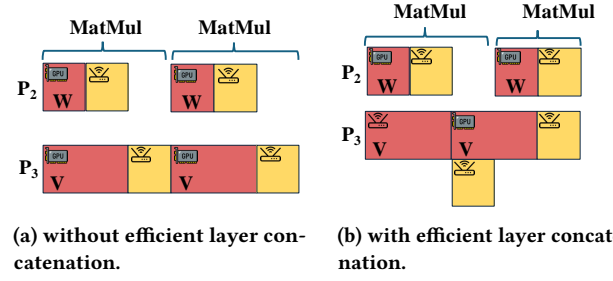 MatMul
MatMul
P2
GPU
W
GPU
W
P3
GPU
V
GPU
V
(a) without efficient layer con-
catenation.
MatMul
MatMul
P2
GPU
W
GPU
W
P3
V
GPU
V
(b) with efficient layer concat
nation.